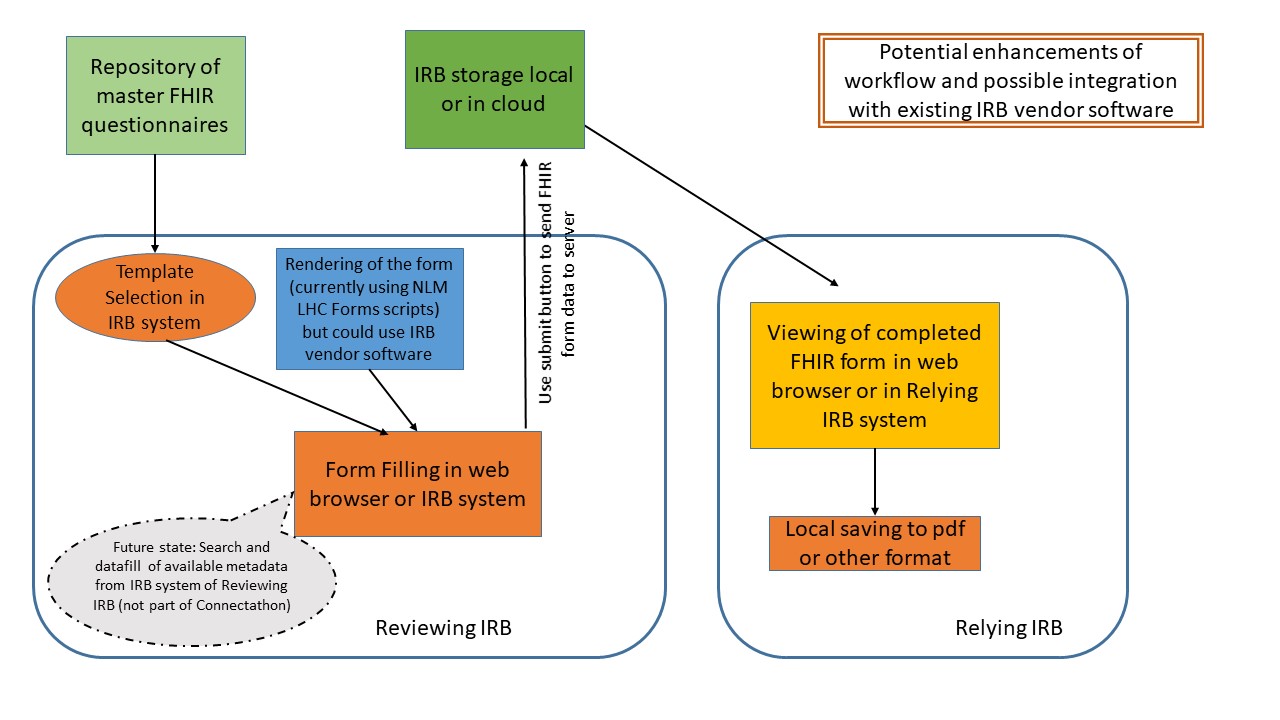 Repository of
master FHIR
questionnaires
IRB storage local
or in cloud
Potential enhancements of
workflow and possible integration
with existing IRB vendor software
Template
Selection in
IRB system
Rendering of the form
(currently using NLM
LHC Forms scripts)
but could use IRB
vendor software
Use submit button to send FHIR
form data to server
Viewing of completed
FHIR form in web
browser or in Relying
IRB system
Form Filling in web
browser or IRB system
Local saving to pdf
or other format
Future state: Search and
datafill of available metadata
from IRB system of Reviewing
IRB (not part of Connectathon)
Reviewing IRB
Relying IRB